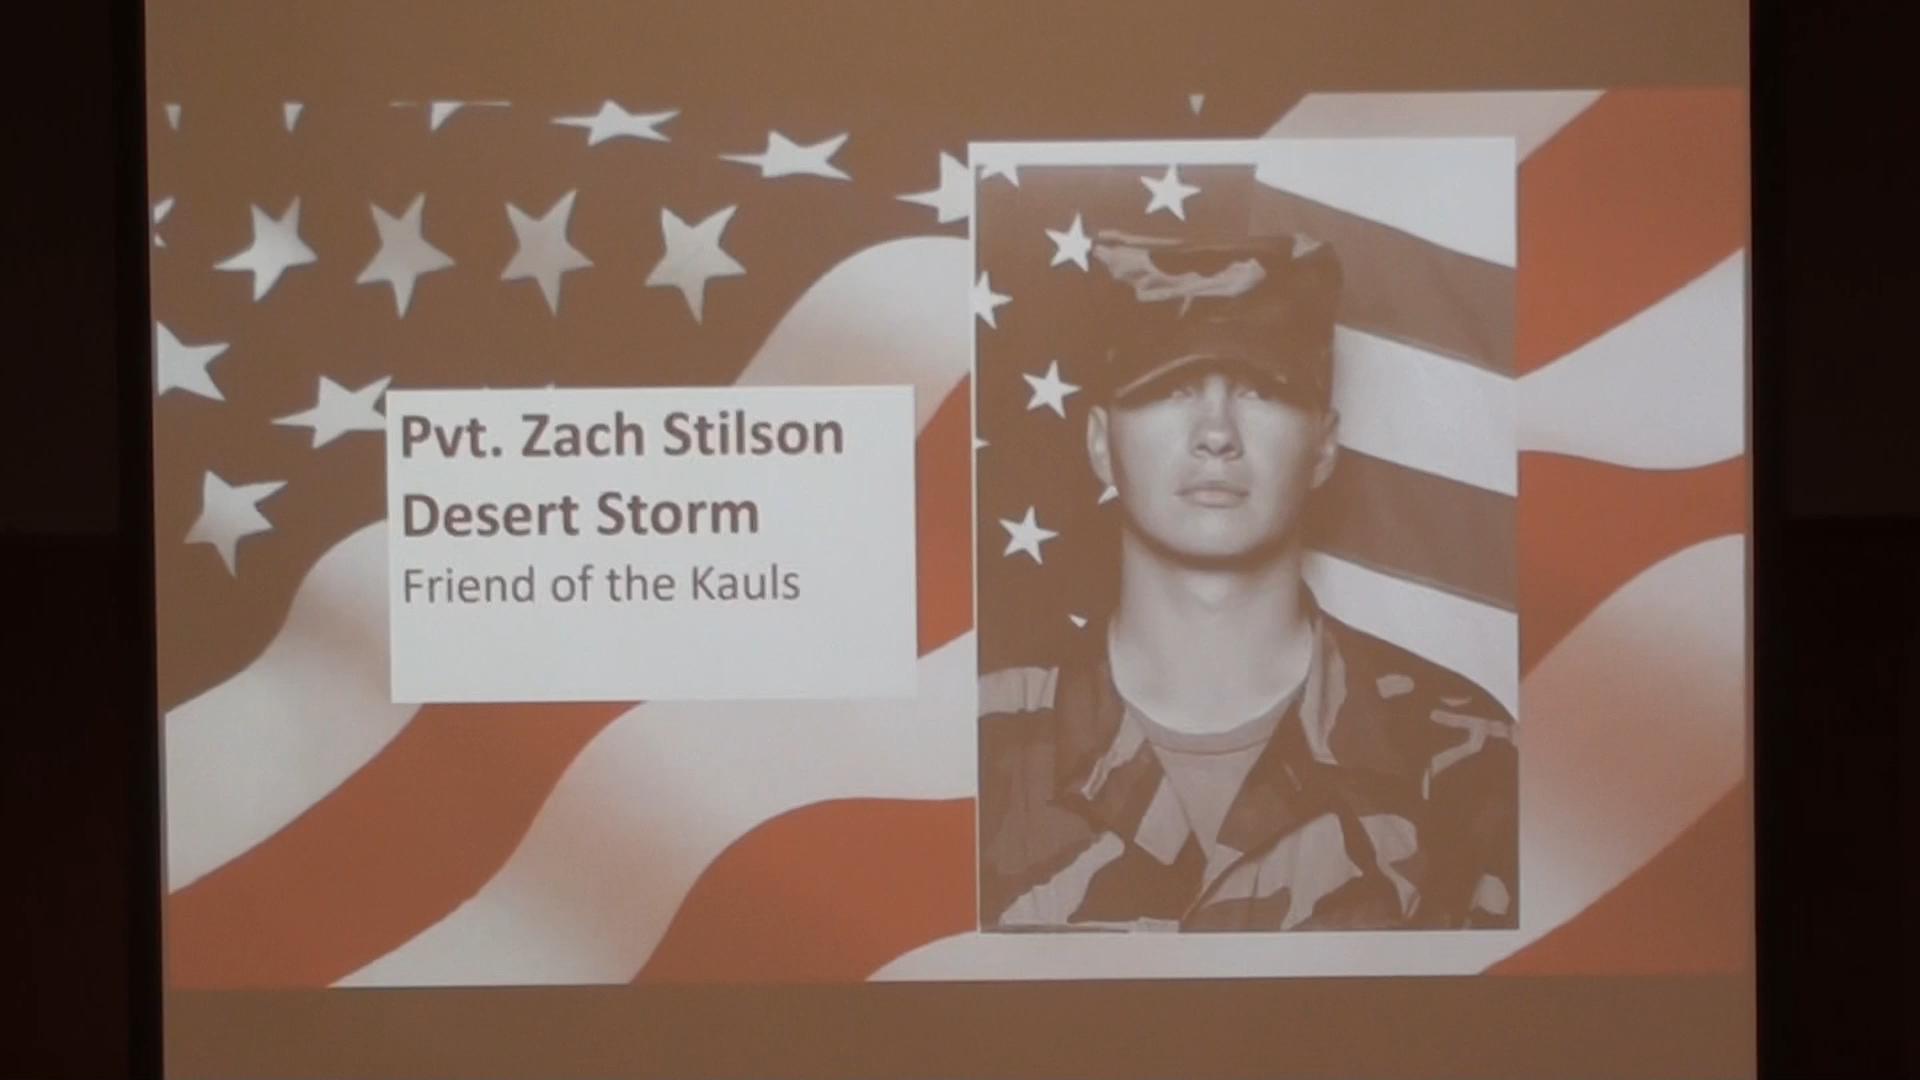 Pvt. Zach Stilson
Desert Storm
Friend of the Kauls